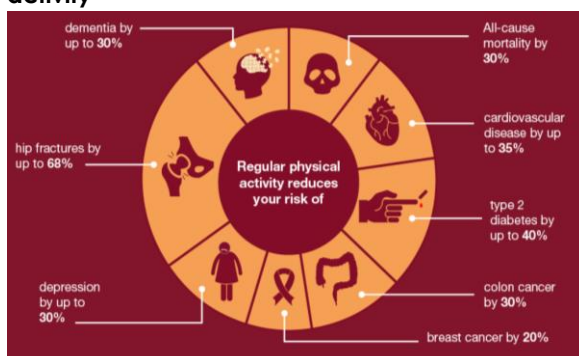 dementia by
up to 30%
All-cause
mortality by
30%
cardiovascular
disease by up
to 35%
type 2
diabetes by
up to 40%
colon cancer
by 30%
breast cancer by 20%
depression
by up to
30%
hip fractures by
up to 68%
Regular physical
activity reduces
your risk of